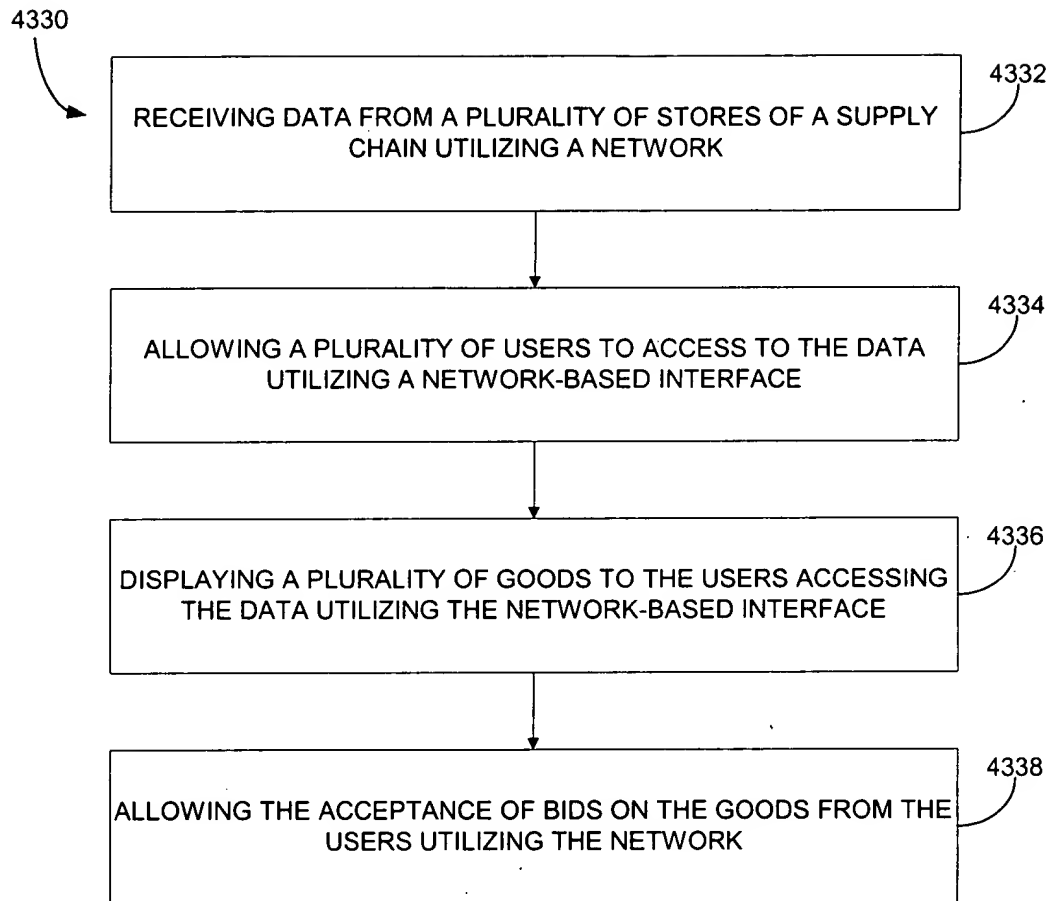 4330
4332
RECEIVING DATA FROM A PLURALITY OF STORES OF A SUPPLY
CHAIN UTILIZING A NETWORK
4334
ALLOWING A PLURALITY OF USERS TO ACCESS TO THE DATA
UTILIZING A NETWORK-BASED INTERFACE
4336
DISPLAYING A PLURALITY OF GOODS TO THE USERS ACCESSING
THE DATA UTILIZING THE NETWORK-BASED INTERFACE
4338
ALLOWING THE ACCEPTANCE OF BIDS ON THE GOODS FROM THE
USERS UTILIZING THE NETWORK